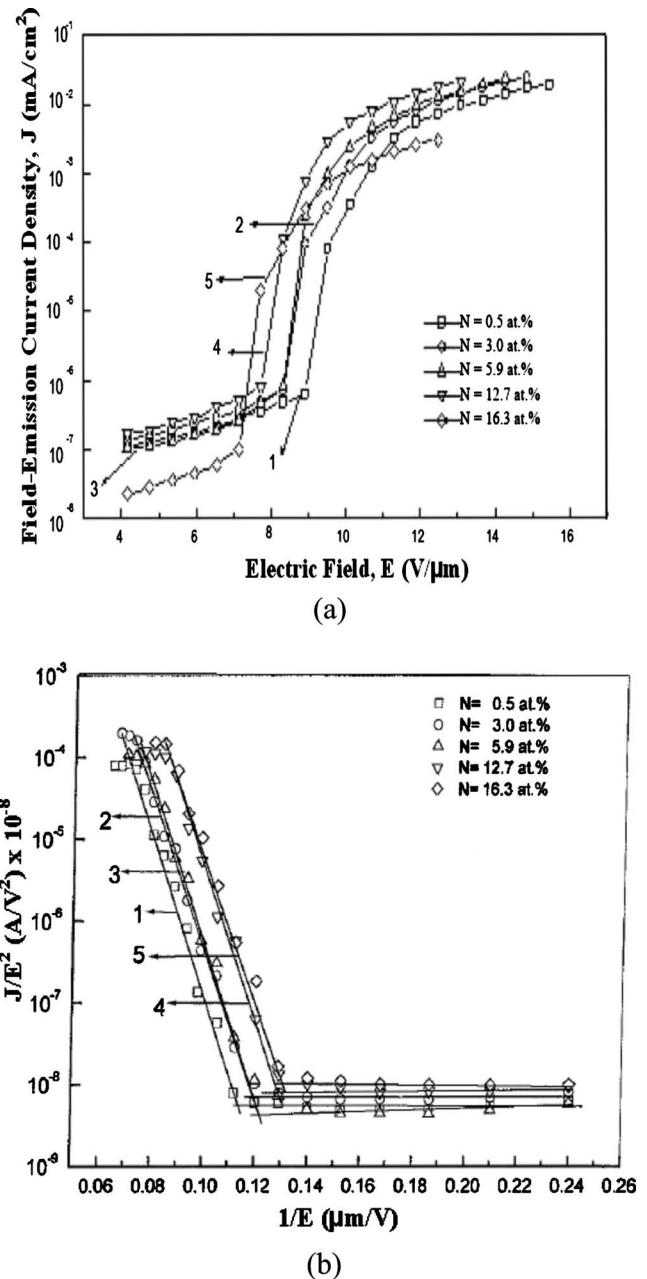 Field-Emission Current Density, J (mA/cm²)
10⁻¹
10⁻²
10⁻³
10⁻⁴
10⁻⁵
10⁻⁶
10⁻⁷
10⁻⁸
2
5
4
3
1
N = 0.5 at.%
N = 3.0 at.%
N = 5.9 at.%
N = 12.7 at.%
N = 16.3 at.%
4 6 8 10 12 14 16
Electric Field, E (V/μm)
(a)
J/E² (A/V²) x 10⁻⁸
10⁻³
10⁻⁴
10⁻⁵
10⁻⁶
10⁻⁷
10⁻⁸
10⁻⁹
N= 0.5 at.%
N= 3.0 at.%
N= 5.9 at.%
N= 12.7 at.%
N= 16.3 at.%
2
3
1
5
4
0.06 0.08 0.10 0.12 0.14 0.16 0.18 0.20 0.22 0.24 0.26
1/E (μm/V)
(b)